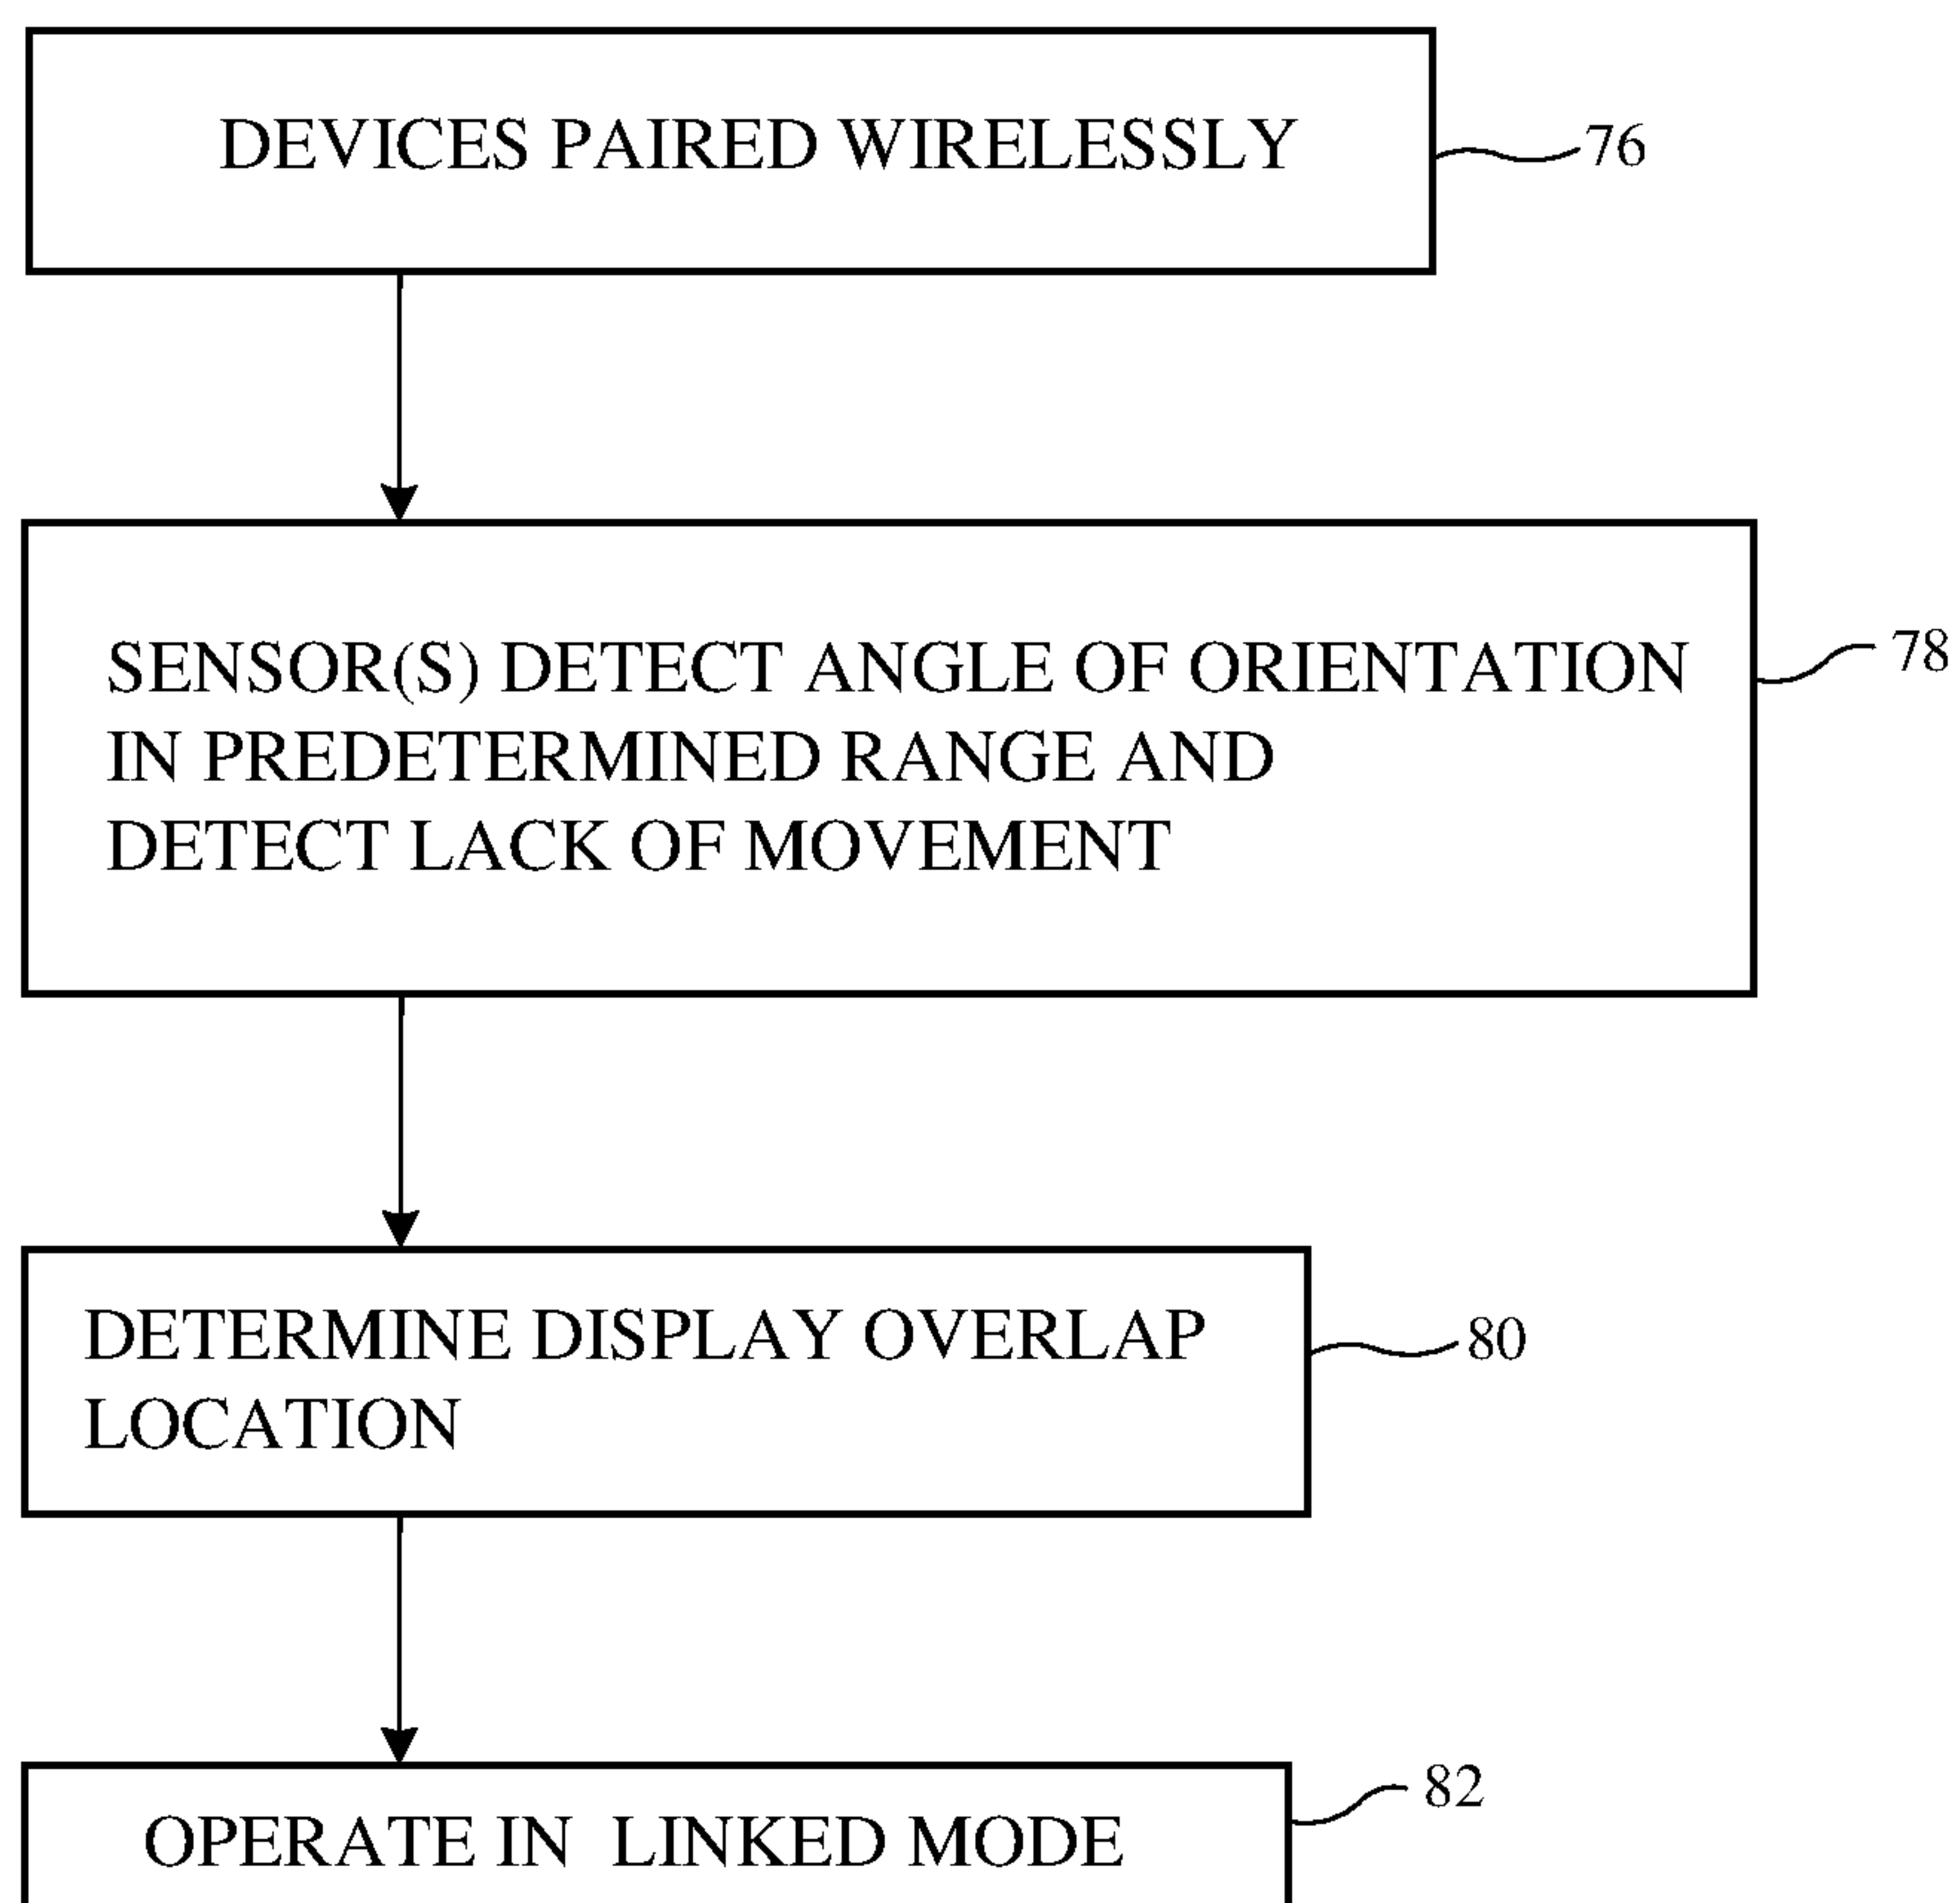 DEVICES PAIRED WIRELESSLY
76
SENSOR(S) DETECT ANGLE OF ORIENTATION
IN PREDETERMINED RANGE AND
DETECT LACK OF MOVEMENT
78
DETERMINE DISPLAY OVERLAP
LOCATION
80
OPERATE IN LINKED MODE
82